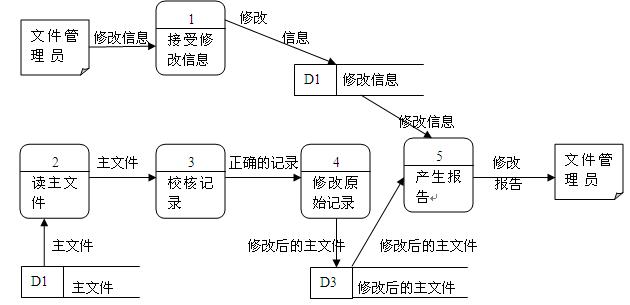 文件管
理员
修改信息
1
接受修
改信息
修改
信息
D1
修改信息
修改信息
2
读主文
件
主文件
3
校核记
录
正确的记录
4
修改原
始记录
5
产生报
告
修改
报告
文件管
理员
主文件
修改后的主文件
修改后的主文件
D1
主文件
D3
修改后的主文件